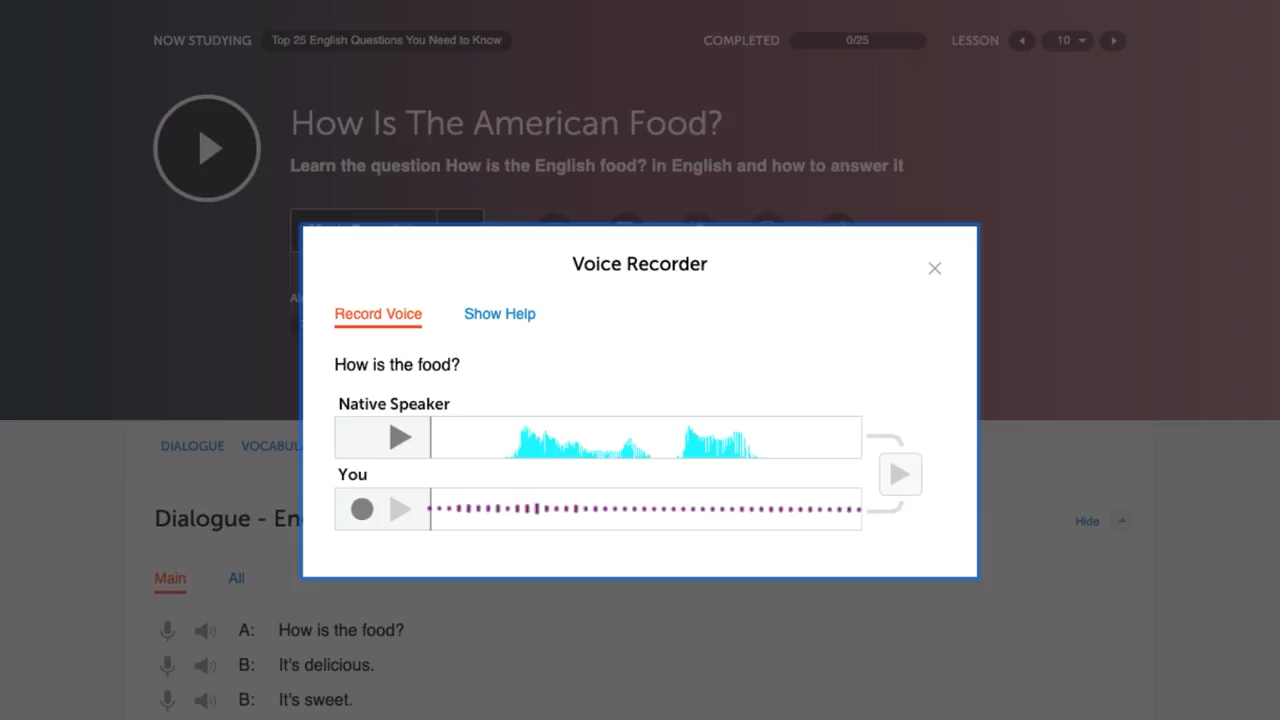 NOW STUDYING Top 25 English Questions You Need to Know COMPLETED 0/25 LESSON 10
How Is The American Food?
Learn the question How is the English food? in English and how to answer it
Voice Recorder
Record Voice Show Help
How is the food?
Native Speaker
You
DIALOGUE
Dialogue -
Hide
Main All
A: How is the food?
B: It's delicious.
B: It's sweet.